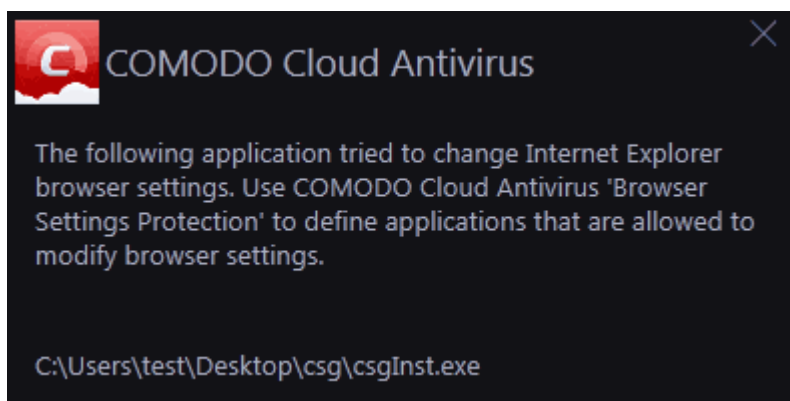 COMODO Cloud Antivirus
The following application tried to change Internet Explorer
browser settings. Use COMODO Cloud Antivirus 'Browser
Settings Protection' to define applications that are allowed to
modify browser settings.
C:\Users\test\Desktop\csg\csgInst.exe